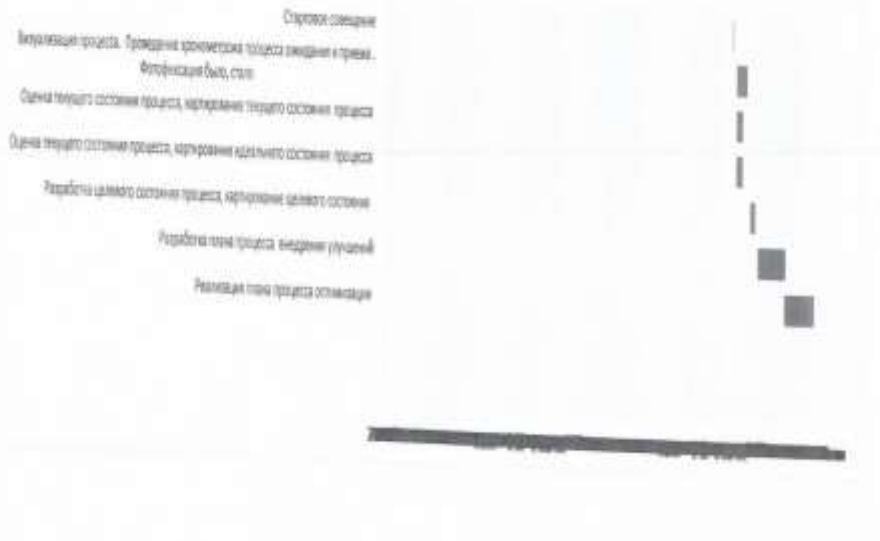 Стартовое совещание
Визуализация процесса. Проведение хронометража процесса ожидания и приема.
Фотофиксация было, стало
Оценка текущего состояния процесса, картирование текущего состояния процесса
Оценка текущего состояния процесса, картирование идеального состояния процесса
Разработка целевого состояния процесса, картирование целевого состояния
Разработка плана процесса внедрения улучшений
Реализация плана процесса оптимизации